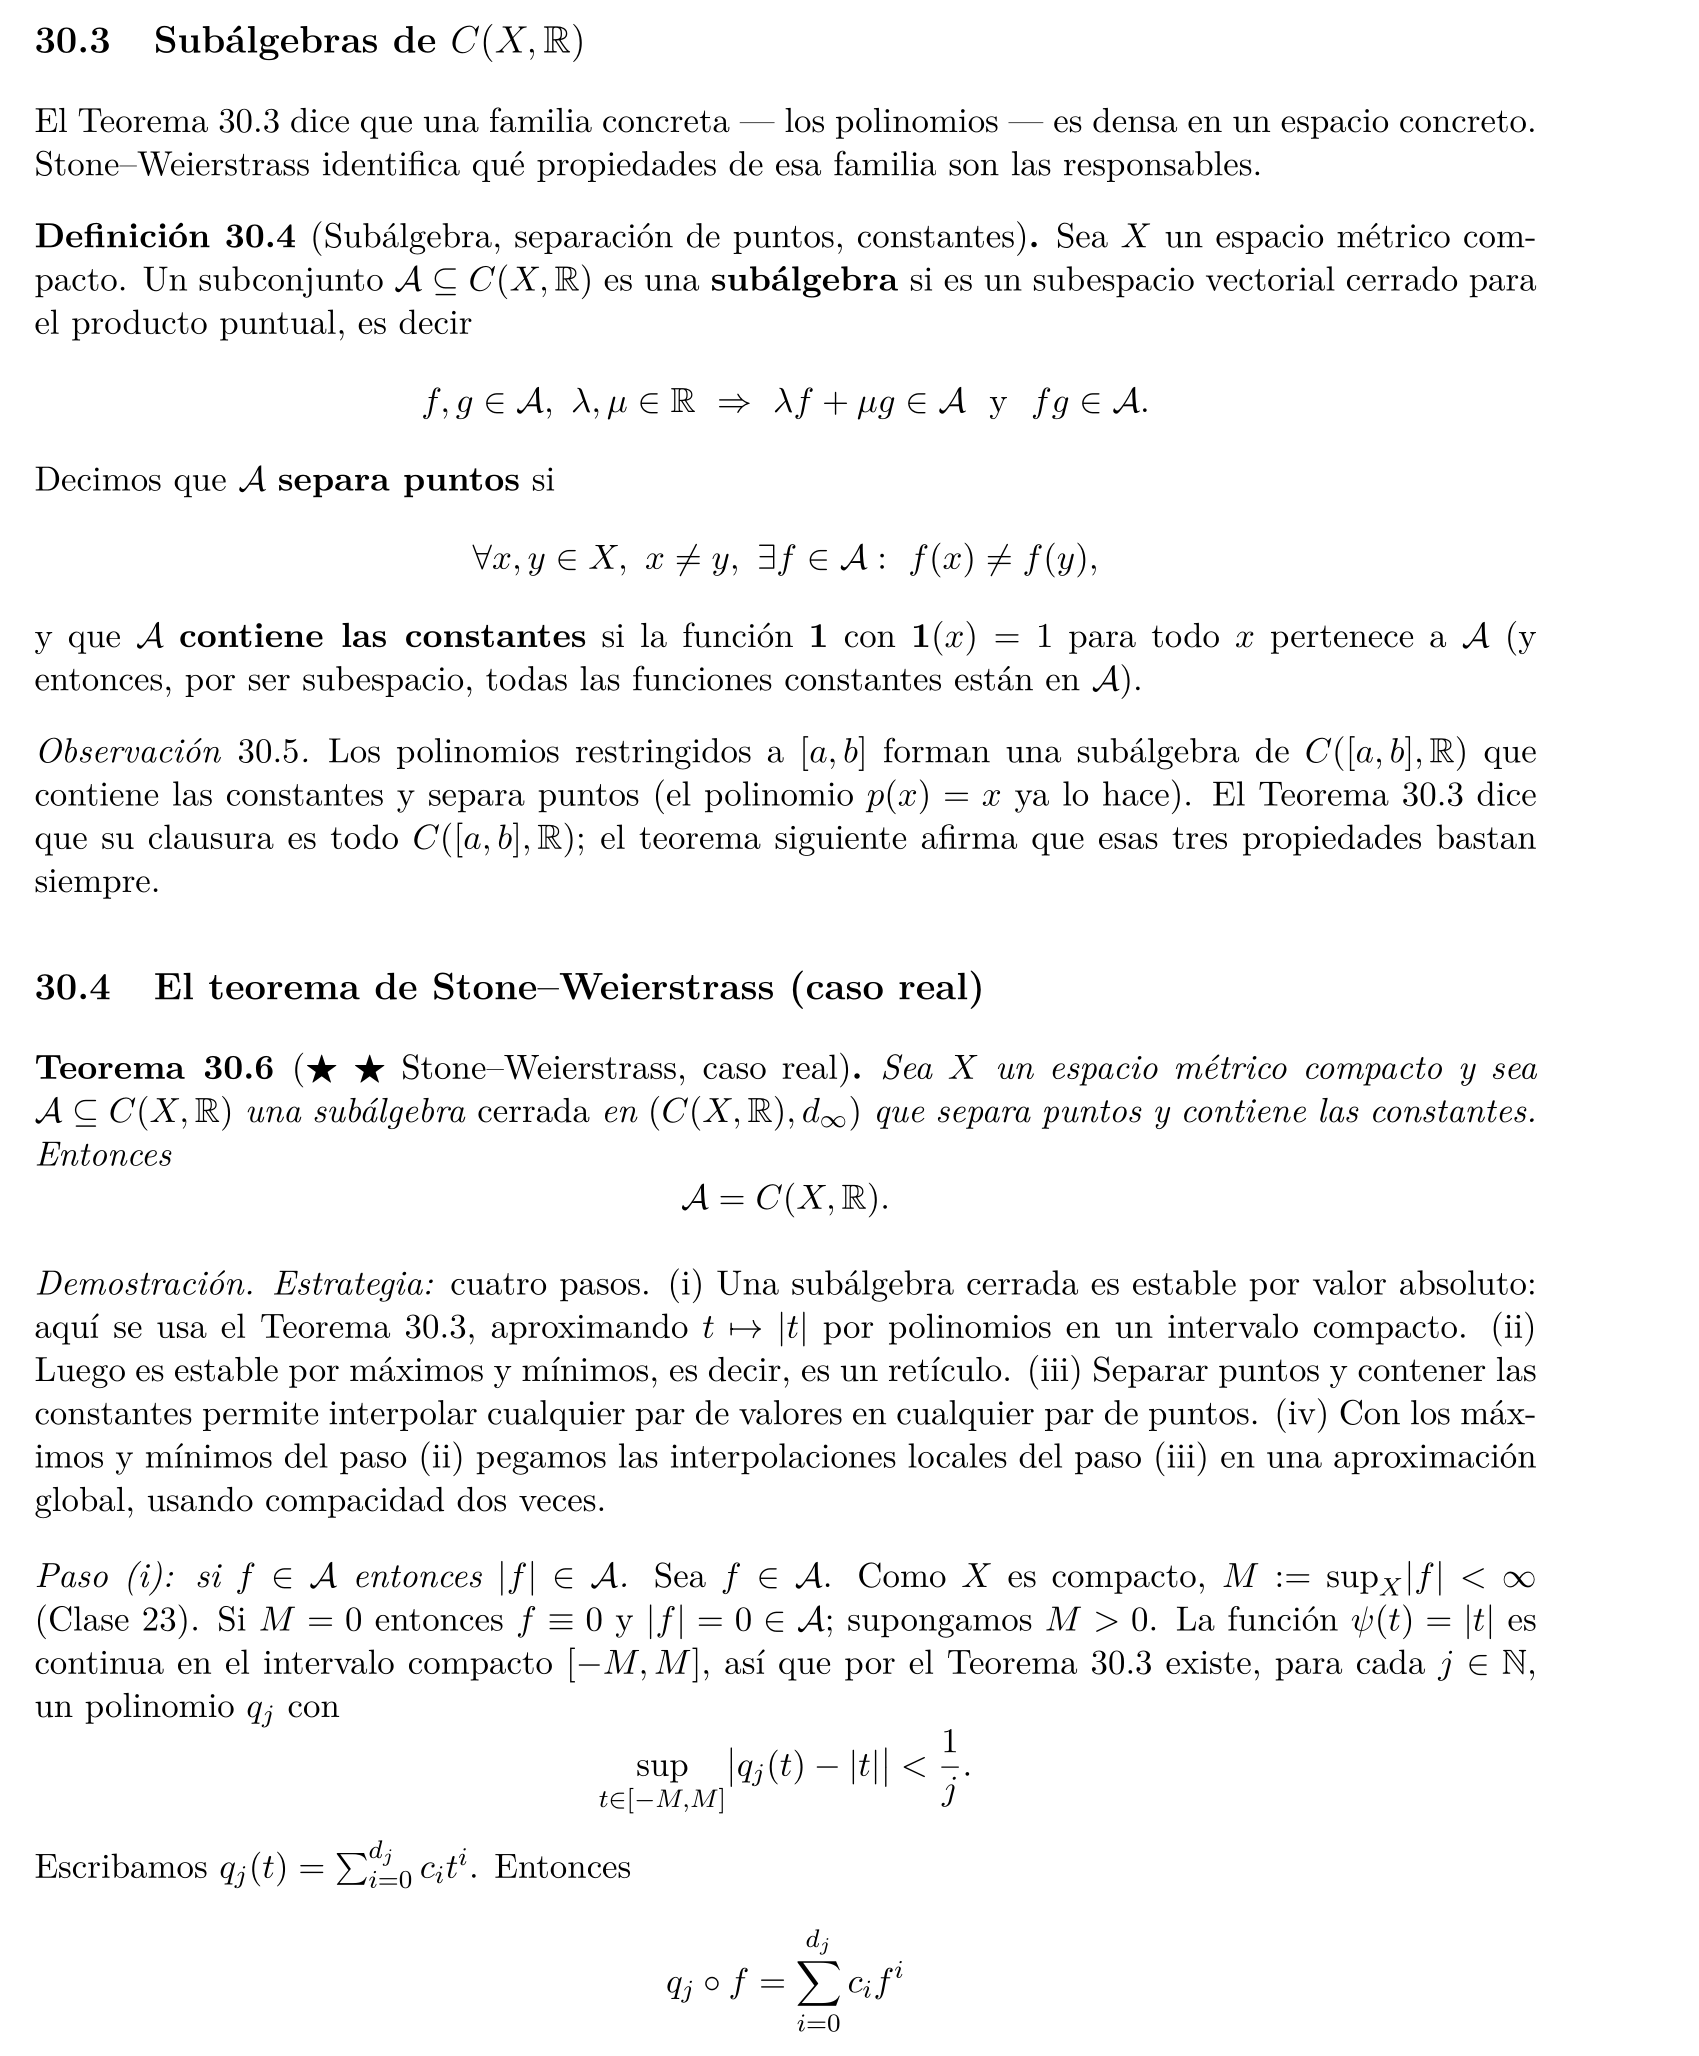 30.3 Subálgebras de C(X, ℝ)
El Teorema 30.3 dice que una familia concreta — los polinomios — es densa en un espacio concreto.
Stone–Weierstrass identifica qué propiedades de esa familia son las responsables.
Definición 30.4 (Subálgebra, separación de puntos, constantes). Sea X un espacio métrico com-
pacto. Un subconjunto 𝒜 ⊆ C(X, ℝ) es una subálgebra si es un subespacio vectorial cerrado para
el producto puntual, es decir
f, g ∈ 𝒜, λ, μ ∈ ℝ ⇒ λf + μg ∈ 𝒜 y fg ∈ 𝒜.
Decimos que 𝒜 separa puntos si
∀x, y ∈ X, x ≠ y, ∃f ∈ 𝒜 : f(x) ≠ f(y),
y que 𝒜 contiene las constantes si la función 𝟏 con 𝟏(x) = 1 para todo x pertenece a 𝒜 (y
entonces, por ser subespacio, todas las funciones constantes están en 𝒜).
Observación 30.5. Los polinomios restringidos a [a, b] forman una subálgebra de C([a, b], ℝ) que
contiene las constantes y separa puntos (el polinomio p(x) = x ya lo hace). El Teorema 30.3 dice
que su clausura es todo C([a, b], ℝ); el teorema siguiente afirma que esas tres propiedades bastan
siempre.
30.4 El teorema de Stone–Weierstrass (caso real)
Teorema 30.6 (★ ★ Stone–Weierstrass, caso real). Sea X un espacio métrico compacto y sea
𝒜 ⊆ C(X, ℝ) una subálgebra cerrada en (C(X, ℝ), d_∞) que separa puntos y contiene las constantes.
Entonces
𝒜 = C(X, ℝ).
Demostración. Estrategia: cuatro pasos. (i) Una subálgebra cerrada es estable por valor absoluto:
aquí se usa el Teorema 30.3, aproximando t ↦ |t| por polinomios en un intervalo compacto. (ii)
Luego es estable por máximos y mínimos, es decir, es un retículo. (iii) Separar puntos y contener las
constantes permite interpolar cualquier par de valores en cualquier par de puntos. (iv) Con los máx-
imos y mínimos del paso (ii) pegamos las interpolaciones locales del paso (iii) en una aproximación
global, usando compacidad dos veces.
Paso (i): si f ∈ 𝒜 entonces |f| ∈ 𝒜. Sea f ∈ 𝒜. Como X es compacto, M := sup_X|f| < ∞
(Clase 23). Si M = 0 entonces f ≡ 0 y |f| = 0 ∈ 𝒜; supongamos M > 0. La función ψ(t) = |t| es
continua en el intervalo compacto [−M, M], así que por el Teorema 30.3 existe, para cada j ∈ ℕ,
un polinomio q_j con
sup_{t∈[−M,M]} |q_j(t) − |t|| < 1/j.
Escribamos q_j(t) = ∑_{i=0}^{d_j} c_i t^i. Entonces
q_j ∘ f = ∑_{i=0}^{d_j} c_i f^i